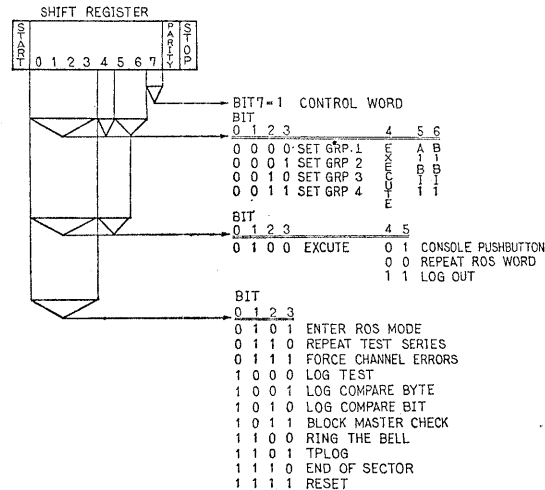 SHIFT REGISTER
START 0 1 2 3 4 5 6 7 PARITY STOP
BIT 7=1 CONTROL WORD
BIT
0 1 2 3 4 5 6
0 0 0 0 SET GRP. 1 EXECUTE A B
0 0 0 1 SET GRP 2 1 1
0 0 1 0 SET GRP 3 B B
0 0 1 1 SET GRP 4 I I
1 1
BIT
0 1 2 3 4 5
0 1 0 0 EXCUTE 0 1 CONSOLE PUSHBUTTON
0 0 REPEAT ROS WORD
1 1 LOG OUT
BIT
0 1 2 3
0 1 0 1 ENTER ROS MODE
0 1 1 0 REPEAT TEST SERIES
0 1 1 1 FORCE CHANNEL ERRORS
1 0 0 0 LOG TEST
1 0 0 1 LOG COMPARE BYTE
1 0 1 0 LOG COMPARE BIT
1 0 1 1 BLOCK MASTER CHECK
1 1 0 0 RING THE BELL
1 1 0 1 TPLOG
1 1 1 0 END OF SECTOR
1 1 1 1 RESET